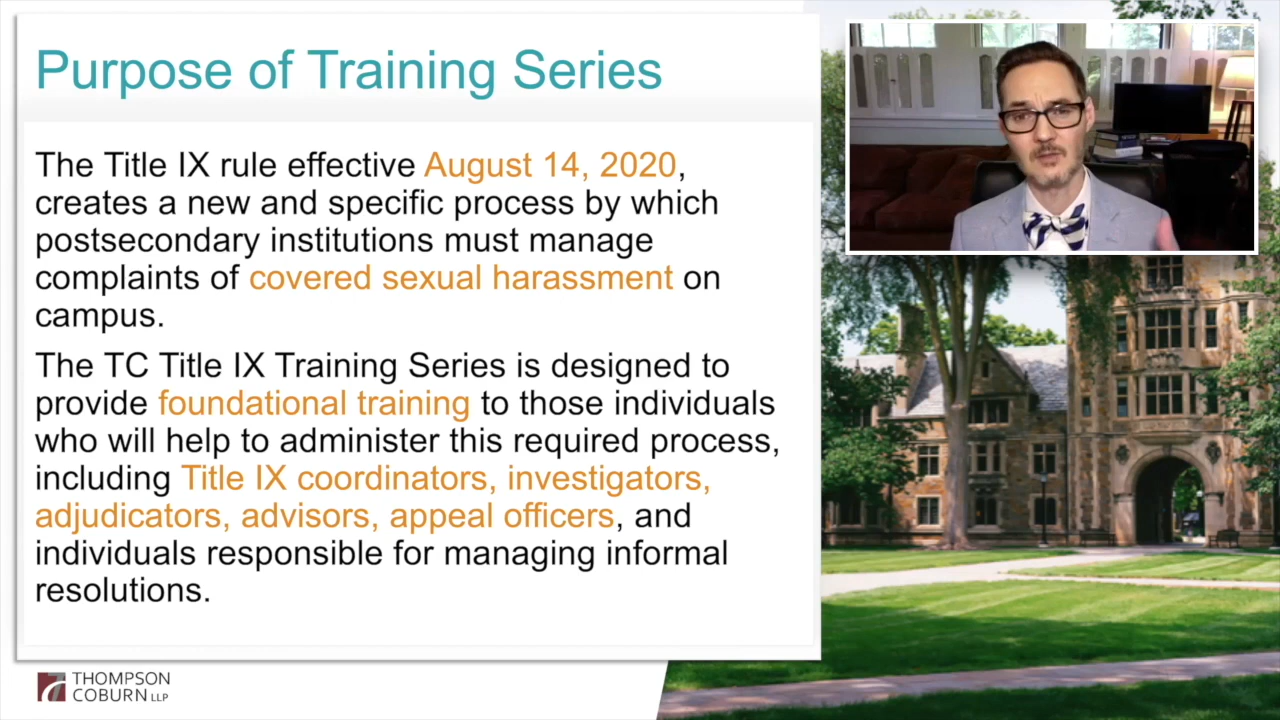 Purpose of Training Series
The Title IX rule effective August 14, 2020,
creates a new and specific process by which
postsecondary institutions must manage
complaints of covered sexual harassment on
campus.
The TC Title IX Training Series is designed to
provide foundational training to those individuals
who will help to administer this required process,
including Title IX coordinators, investigators,
adjudicators, advisors, appeal officers, and
individuals responsible for managing informal
resolutions.
THOMPSON
COBURN LLP